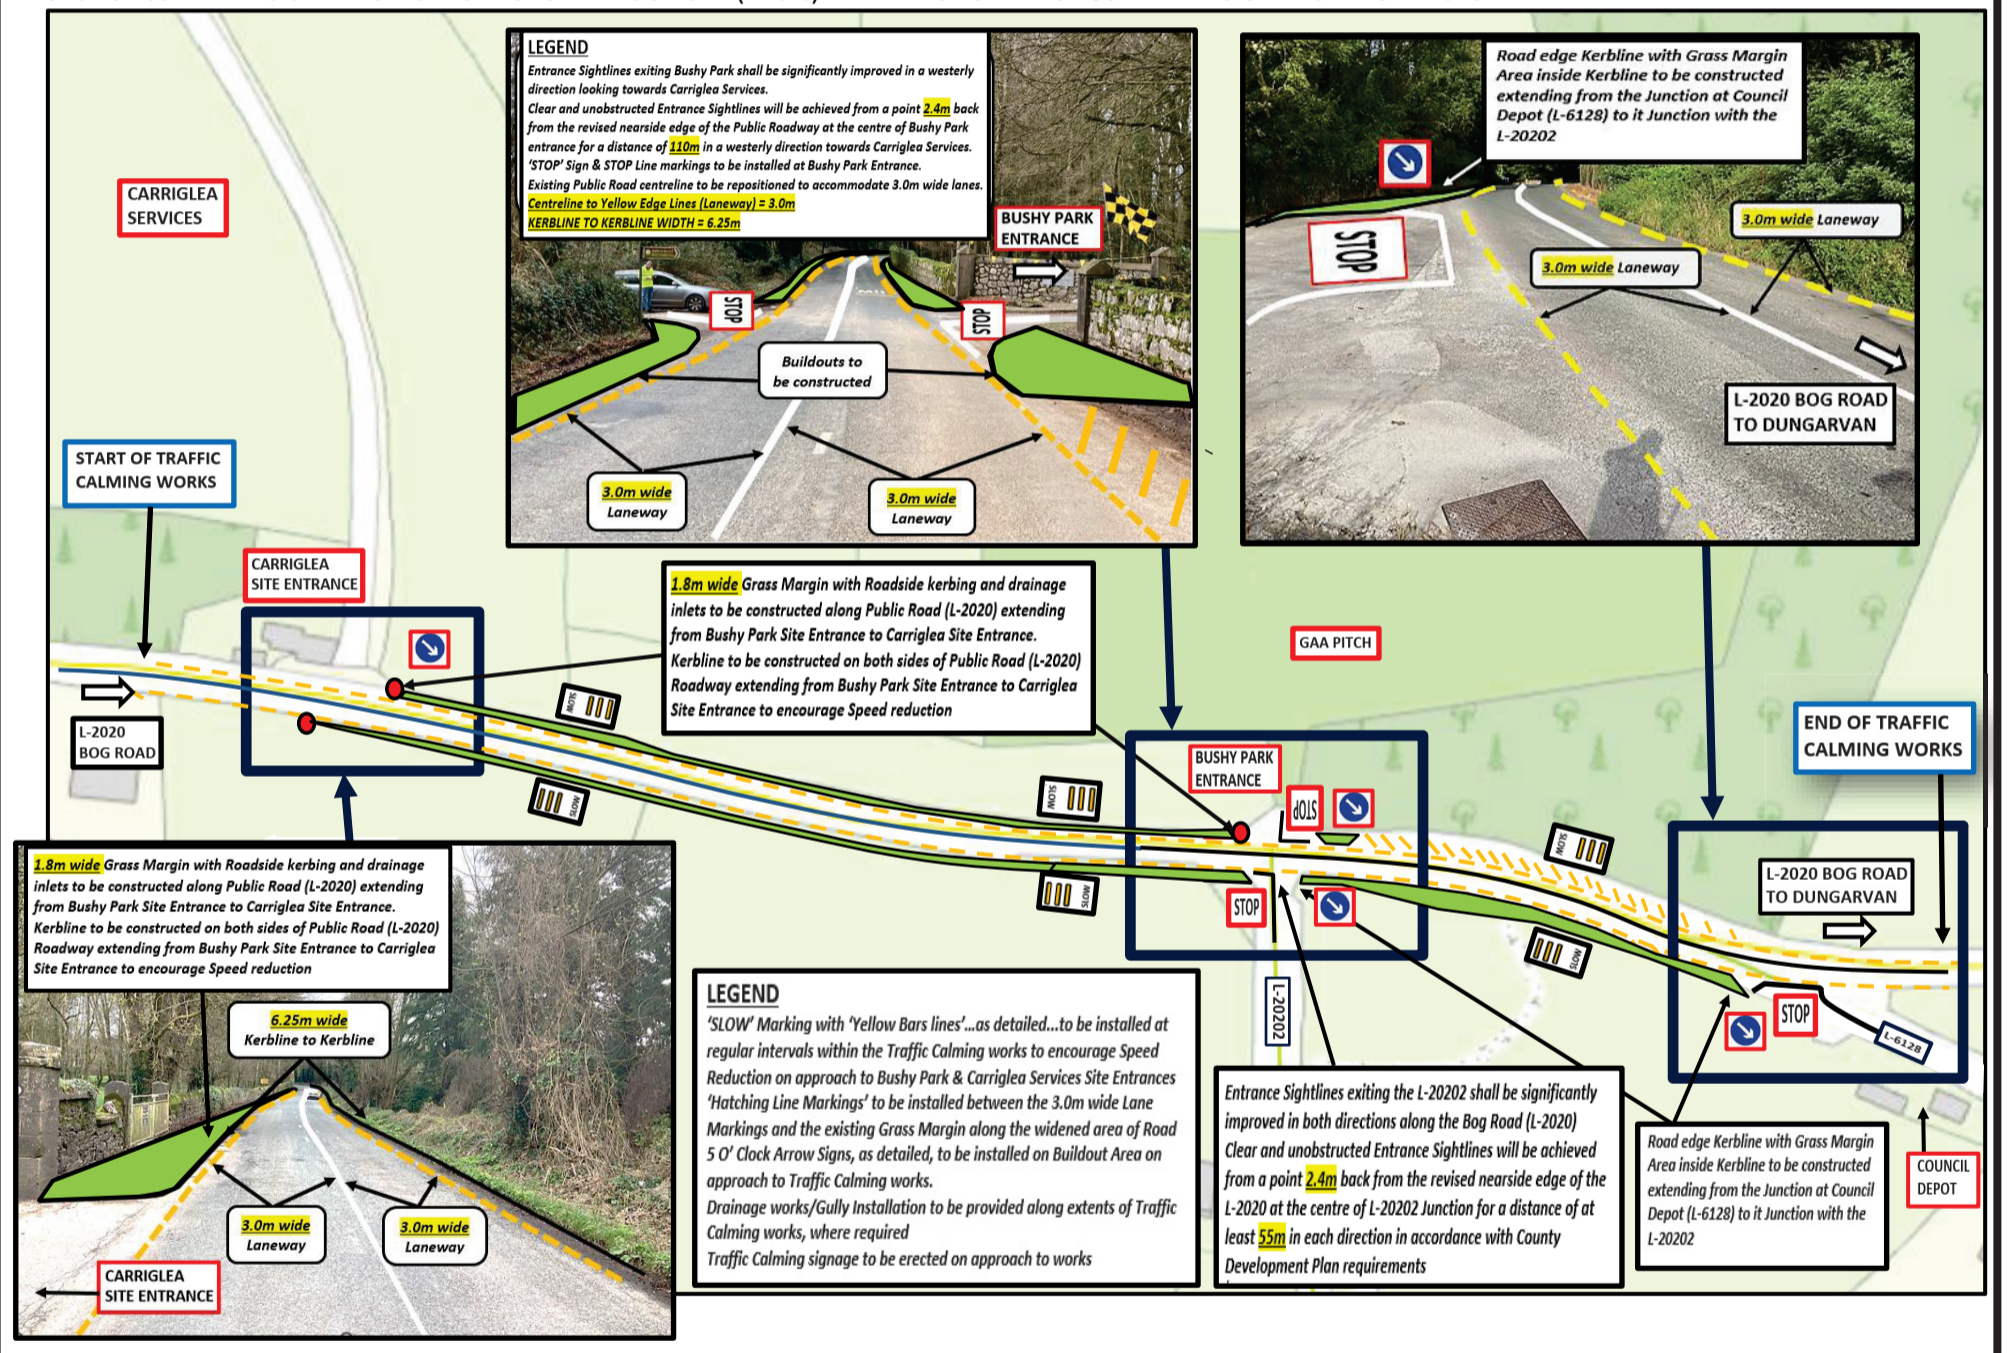 LEGEND
Entrance Sightlines exiting Bushy Park shall be significantly improved in a westerly
direction looking towards Carriglea Services.
Clear and unobstructed Entrance Sightlines will be achieved from a point 2.4m back
from the revised nearside edge of the Public Roadway at the centre of Bushy Park
entrance for a distance of 110m in a westerly direction towards Carriglea Services.
'STOP' Sign & STOP Line markings to be installed at Bushy Park Entrance.
Existing Public Road centreline to be repositioned to accommodate 3.0m wide lanes.
Centreline to Yellow Edge Lines (Laneway) = 3.0m
KERBLINE TO KERBLINE WIDTH = 6.25m
BUSHY PARK
ENTRANCE
STOP
STOP
Buildouts to
be constructed
3.0m wide
Laneway
3.0m wide
Laneway
Road edge Kerbline with Grass Margin
Area inside Kerbline to be constructed
extending from the Junction at Council
Depot (L-6128) to it Junction with the
L-20202
STOP
3.0m wide Laneway
3.0m wide Laneway
L-2020 BOG ROAD
TO DUNGARVAN
CARRIGLEA
SERVICES
START OF TRAFFIC
CALMING WORKS
CARRIGLEA
SITE ENTRANCE
L-2020
BOG ROAD
1.8m wide Grass Margin with Roadside kerbing and drainage
inlets to be constructed along Public Road (L-2020) extending
from Bushy Park Site Entrance to Carriglea Site Entrance.
Kerbline to be constructed on both sides of Public Road (L-2020)
Roadway extending from Bushy Park Site Entrance to Carriglea
Site Entrance to encourage Speed reduction
GAA PITCH
SLOW
SLOW
SLOW
SLOW
BUSHY PARK
ENTRANCE
STOP
STOP
SLOW
SLOW
END OF TRAFFIC
CALMING WORKS
L-2020 BOG ROAD
TO DUNGARVAN
STOP
L-6128
L-20202
COUNCIL
DEPOT
1.8m wide Grass Margin with Roadside kerbing and drainage
inlets to be constructed along Public Road (L-2020) extending
from Bushy Park Site Entrance to Carriglea Site Entrance.
Kerbline to be constructed on both sides of Public Road (L-2020)
Roadway extending from Bushy Park Site Entrance to Carriglea
Site Entrance to encourage Speed reduction
6.25m wide
Kerbline to Kerbline
3.0m wide
Laneway
3.0m wide
Laneway
CARRIGLEA
SITE ENTRANCE
LEGEND
'SLOW' Marking with 'Yellow Bars lines'...as detailed...to be installed at
regular intervals within the Traffic Calming works to encourage Speed
Reduction on approach to Bushy Park & Carriglea Services Site Entrances
'Hatching Line Markings' to be installed between the 3.0m wide Lane
Markings and the existing Grass Margin along the widened area of Road
5 O' Clock Arrow Signs, as detailed, to be installed on Buildout Area on
approach to Traffic Calming works.
Drainage works/Gully Installation to be provided along extents of Traffic
Calming works, where required
Traffic Calming signage to be erected on approach to works
Entrance Sightlines exiting the L-20202 shall be significantly
improved in both directions along the Bog Road (L-2020)
Clear and unobstructed Entrance Sightlines will be achieved
from a point 2.4m back from the revised nearside edge of the
L-2020 at the centre of L-20202 Junction for a distance of at
least 55m in each direction in accordance with County
Development Plan requirements
Road edge Kerbline with Grass Margin
Area inside Kerbline to be constructed
extending from the Junction at Council
Depot (L-6128) to it Junction with the
L-20202